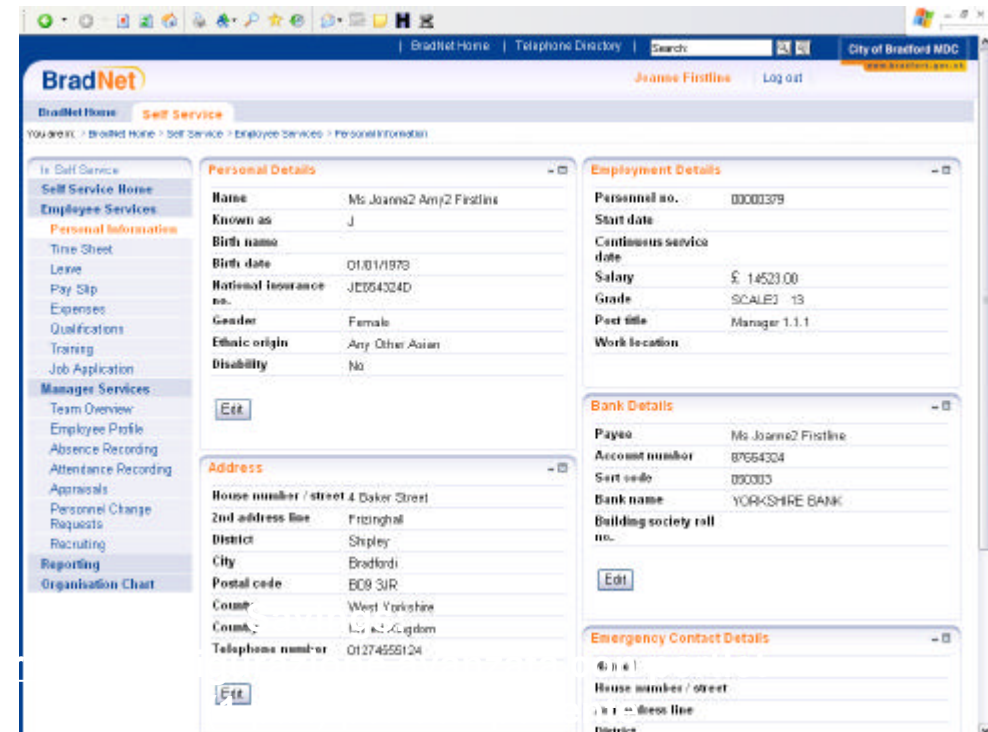 | BradNet Home | Telephone Directory | Search: City of Bradford MDC
www.bradford.gov.uk
BradNet
Joanne Firstline Log out
BradNet Home Self Service
You are in: > BradNet Home > Self Service > Employee Services > Personal Information
In Self Service
Self Service Home
Employee Services
Personal Information
Time Sheet
Leave
Pay Slip
Expenses
Qualifications
Training
Job Application
Manager Services
Team Overview
Employee Profile
Absence Recording
Attendance Recording
Appraisals
Personnel Change
Requests
Recruiting
Reporting
Organisation Chart
Personal Details
Name Ms Joanne2 Amy2 Firstline
Known as J
Birth name
Birth date 01/01/1978
National insurance
no. JE654324D
Gender Female
Ethnic origin Any Other Asian
Disability No
Edit
Address
House number / street 4 Baker Street
2nd address line Frizinghall
District Shipley
City Bradfordi
Postal code BD9 3JR
County West Yorkshire
Country
Telephone number 01274555124
Edit
Employment Details
Personnel no. 00000379
Start date
Continuous service
date
Salary £ 14523.00
Grade 13
Post title Manager 1.1.1
Work location
Bank Details
Payee Ms Joanne2 Firstline
Account number 87654324
Sort code
Bank name YORKSHIRE BANK
Building society roll
no.
Edit
Emergency Contact Details
House number / street
address line
District